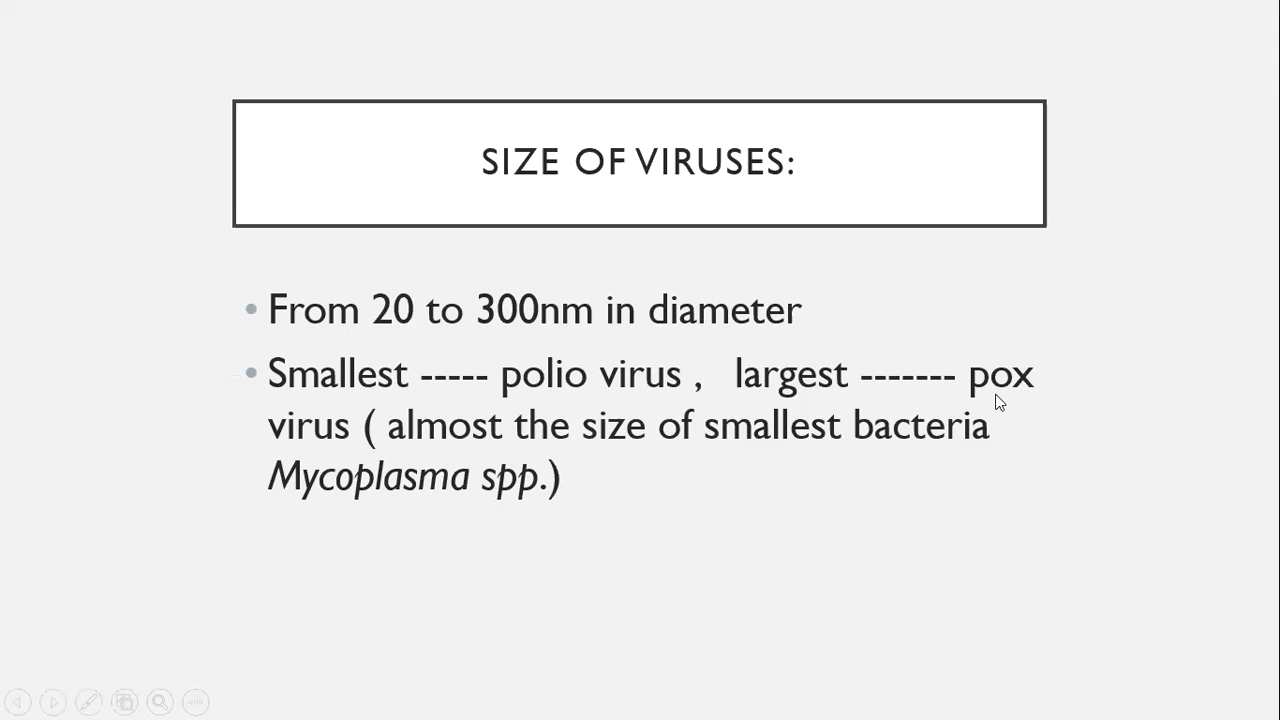 SIZE OF VIRUSES:
• From 20 to 300nm in diameter
• Smallest ----- polio virus , largest ------- pox
virus ( almost the size of smallest bacteria
Mycoplasma spp.)